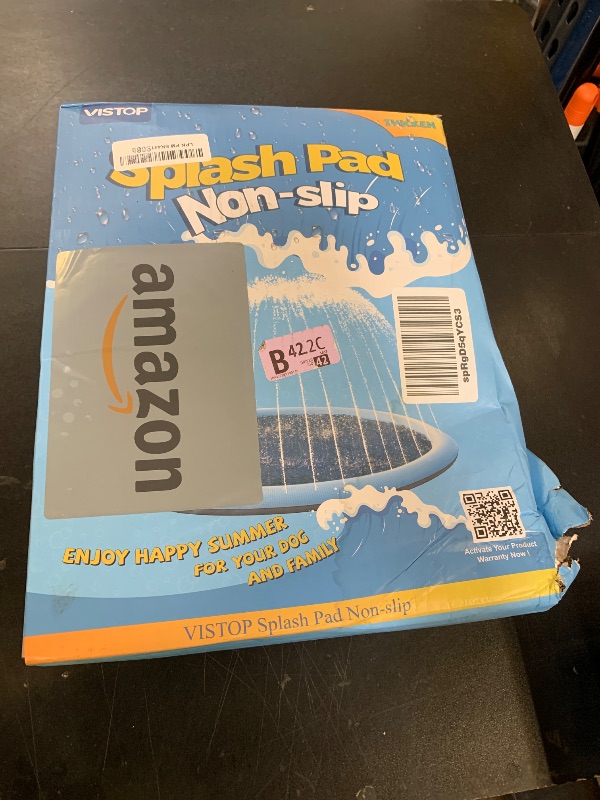 VISTOP
THICKEN
Splash Pad
Non-slip
amazon
B 42.2C
42
spRgD5qYCS3
ENJOY HAPPY SUMMER
FOR YOUR DOG
AND FAMILY
Activate Your Product
Warranty Now !
VISTOP Splash Pad Non-slip